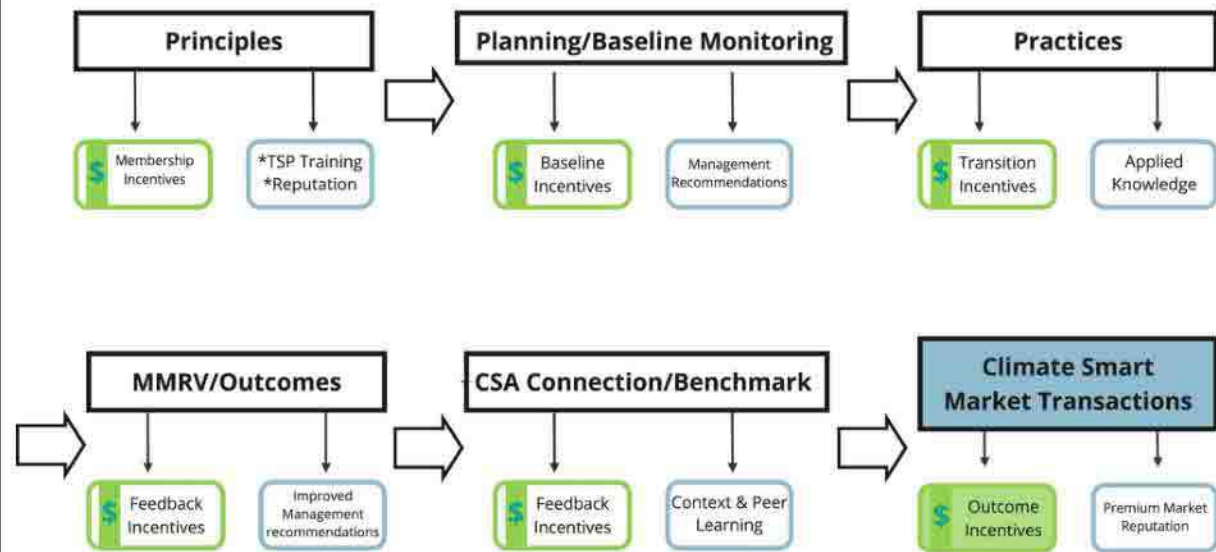 Principles
Planning/Baseline Monitoring
Practices
$ Membership
Incentives
*TSP Training
*Reputation
$ Baseline
Incentives
Management
Recommendations
$ Transition
Incentives
Applied
Knowledge
MMRV/Outcomes
CSA Connection/Benchmark
Climate Smart
Market Transactions
$ Feedback
Incentives
Improved
Management
recommendations
$ Feedback
Incentives
Context & Peer
Learning
$ Outcome
Incentives
Premium Market
Reputation